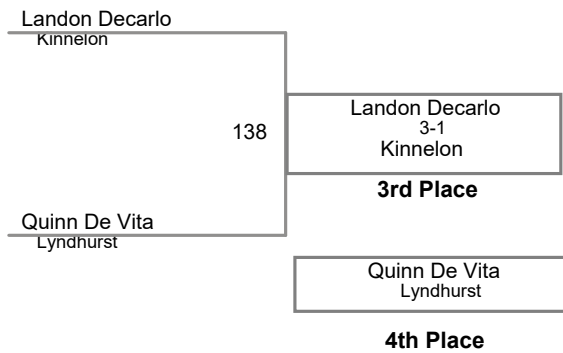 Landon Decarlo
Kinnelon
138
Landon Decarlo
3-1
Kinnelon
3rd Place
Quinn De Vita
Lyndhurst
Quinn De Vita
Lyndhurst
4th Place